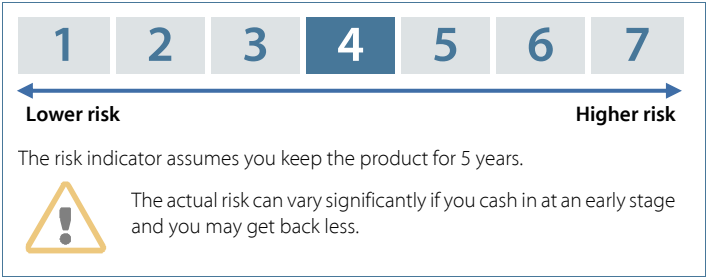 1 2 3 4 5 6 7
Lower risk Higher risk
The risk indicator assumes you keep the product for 5 years.
The actual risk can vary significantly if you cash in at an early stage
and you may get back less.